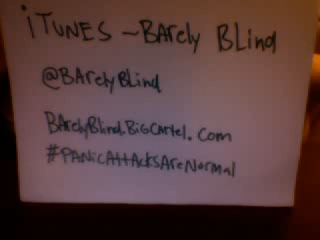 iTUNES ~ BArely BLind
@BArelyBLind
BArelyBlind.BigCartel.com
#PANicAttAcksAreNormal